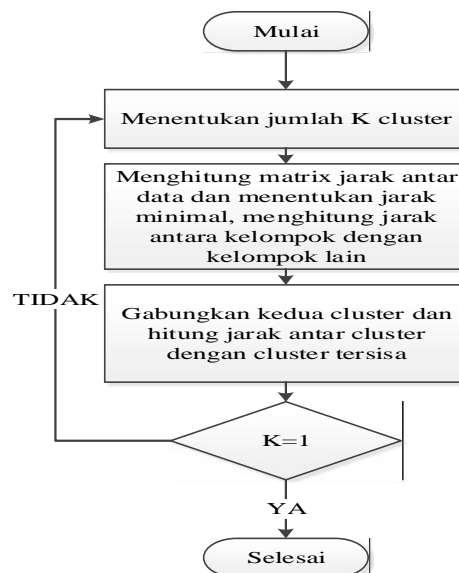 Mulai
Menentukan jumlah K cluster
Menghitung matrix jarak antar
data dan menentukan jarak
minimal, menghitung jarak
antara kelompok dengan
kelompok lain
TIDAK
Gabungkan kedua cluster dan
hitung jarak antar cluster
dengan cluster tersisa
K=1
YA
Selesai